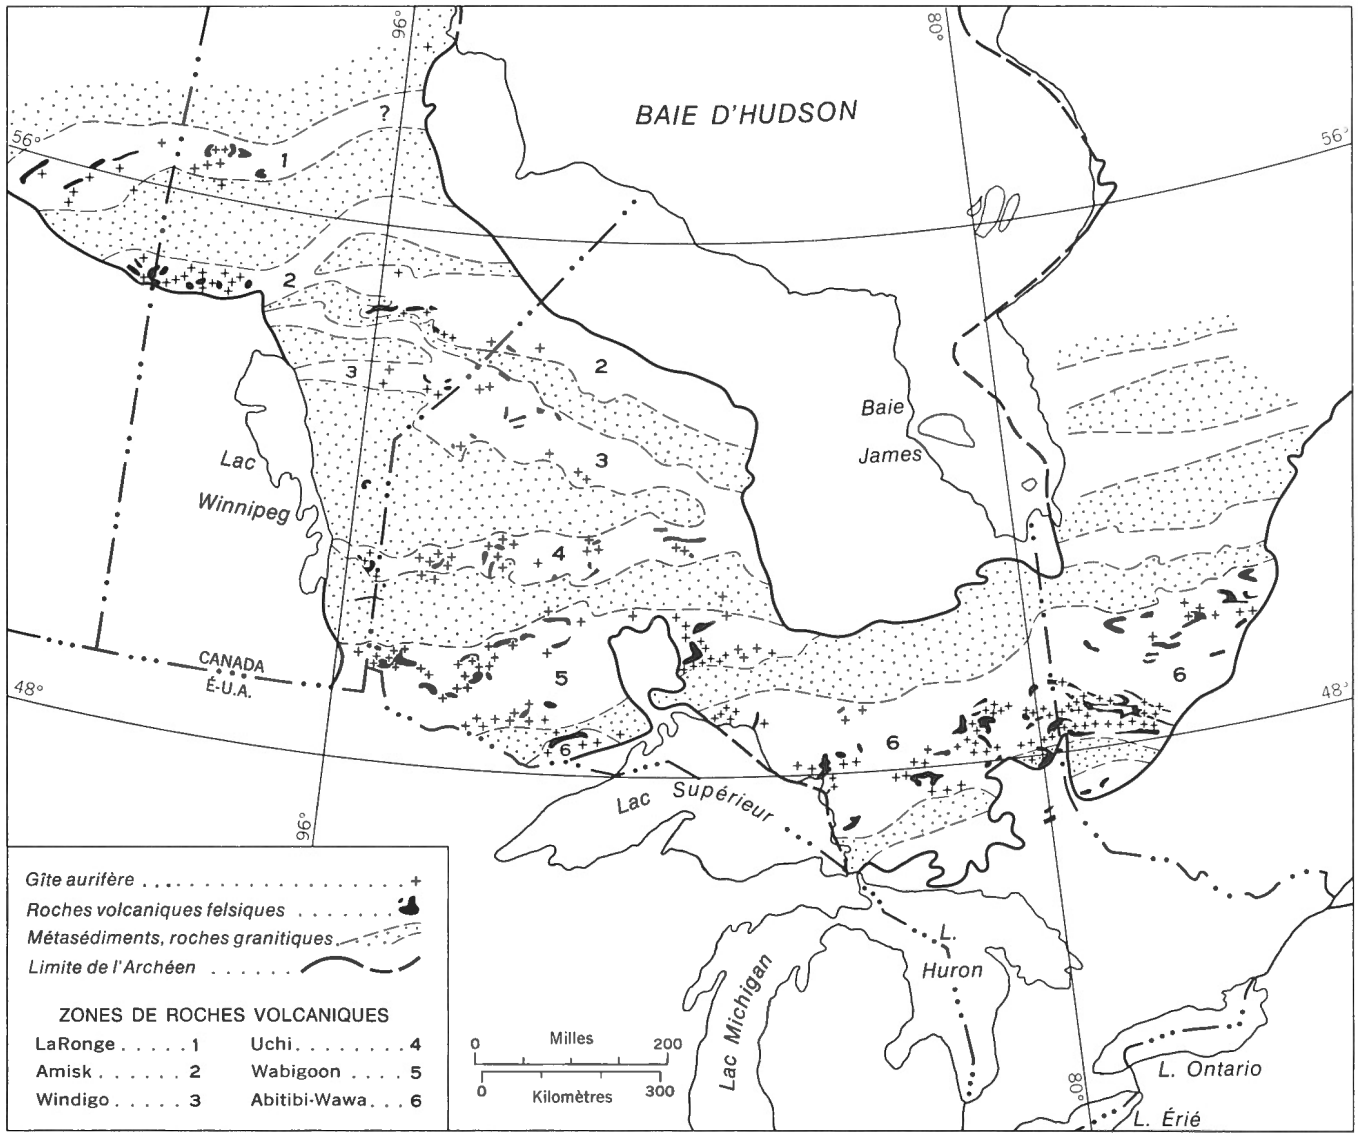 96°
80°
BAIE D'HUDSON
?
56°
56°
1
2
2
3
Baie
James
3
Lac
Winnipeg
4
CANADA
É-U.A.
5
6
48°
48°
6
6
Lac Supérieur
96°
Gîte aurifère . . . . . . . . . . . . . . . . . . . . . . +
Roches volcaniques felsiques . . . . . . .
Métasédiments, roches granitiques
Limite de l'Archéen . . . . . .
L.
Huron
Lac Michigan
ZONES DE ROCHES VOLCANIQUES
LaRonge . . . . . 1 Uchi . . . . . . . . 4
Amisk . . . . . . 2 Wabigoon . . . . 5
Windigo . . . . . 3 Abitibi-Wawa . . . 6
0 Milles 200
0 Kilomètres 300
80°
L. Ontario
L. Érié